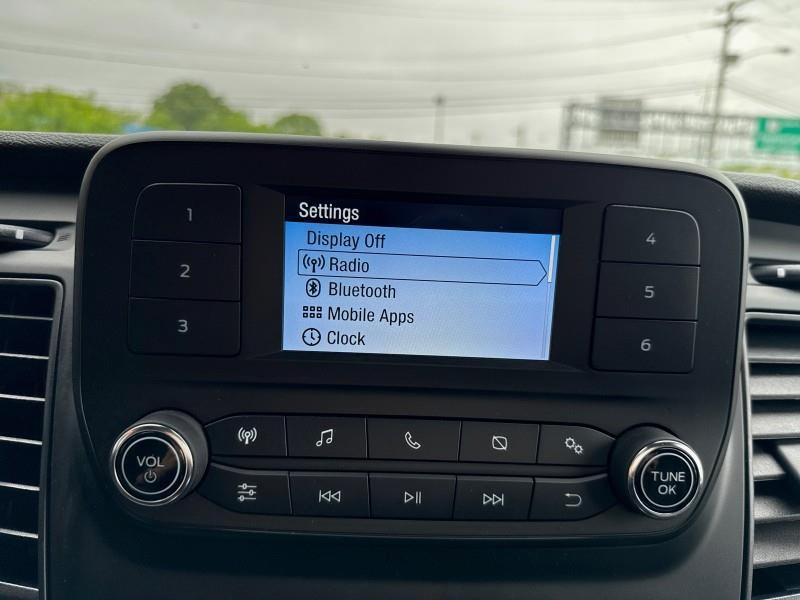 Settings
Display Off
Radio
Bluetooth
Mobile Apps
Clock
1
2
3
4
5
6
VOL
TUNE
OK